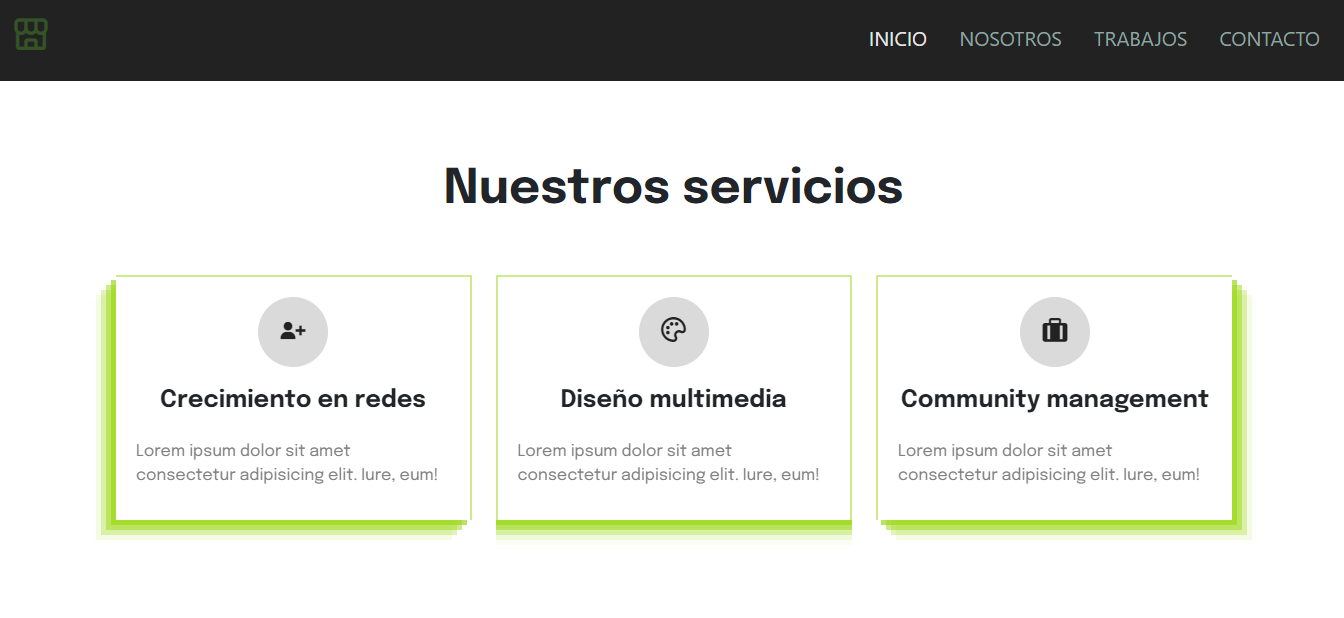 INICIO NOSOTROS TRABAJOS CONTACTO
Nuestros servicios
Crecimiento en redes
Lorem ipsum dolor sit amet
consectetur adipisicing elit. Iure, eum!
Diseño multimedia
Lorem ipsum dolor sit amet
consectetur adipisicing elit. Iure, eum!
Community management
Lorem ipsum dolor sit amet
consectetur adipisicing elit. Iure, eum!